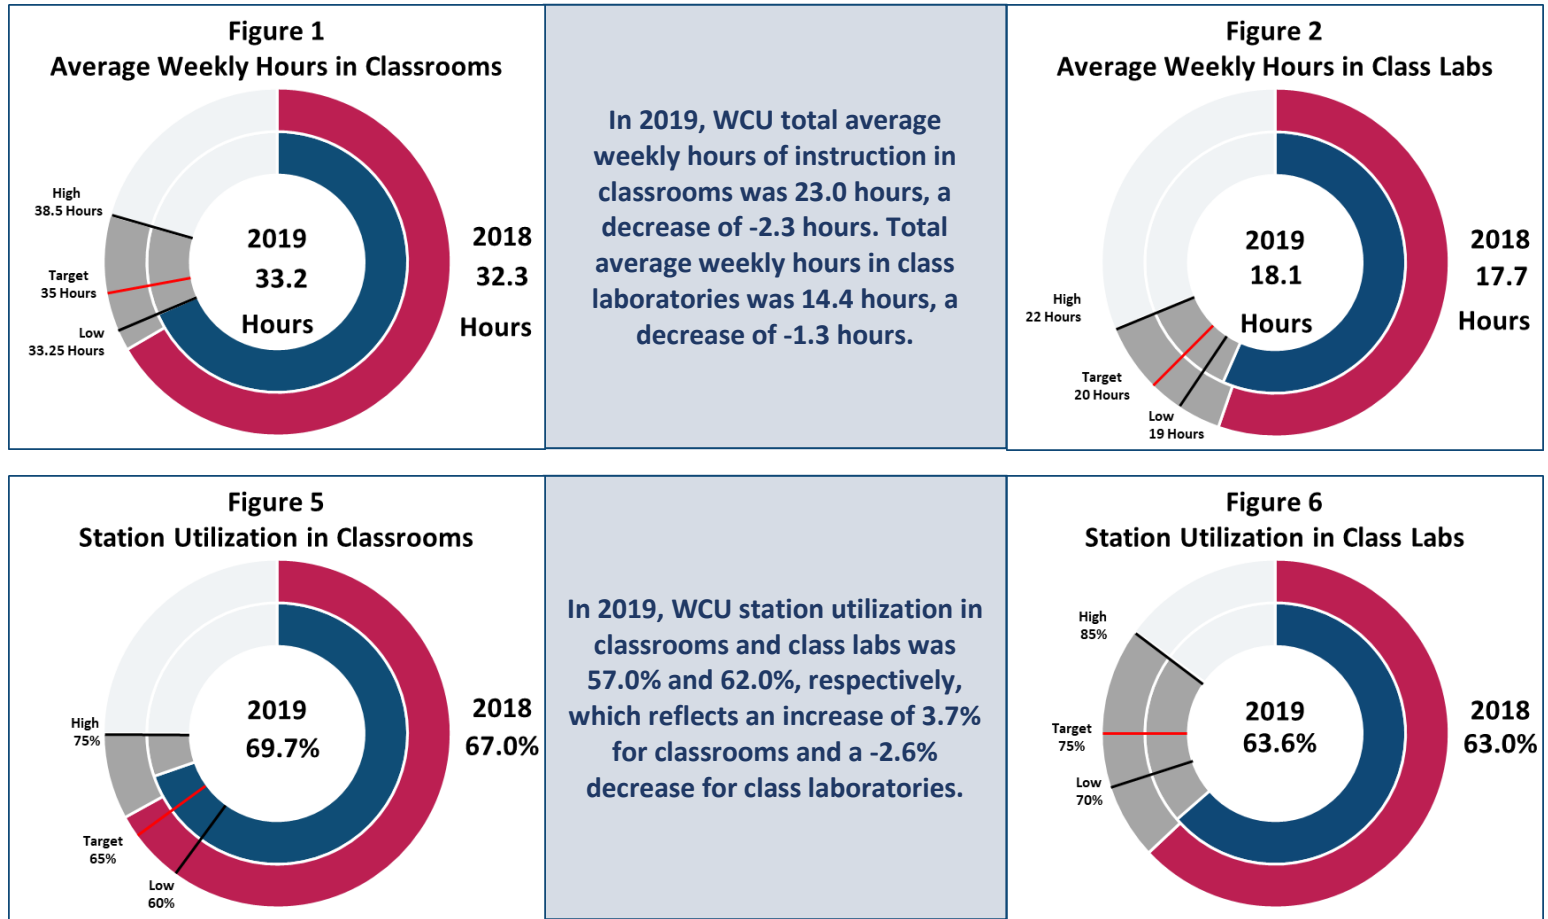 Figure 1
Average Weekly Hours in Classrooms
High
38.5 Hours
Target
35 Hours
Low
33.25 Hours
2019
33.2
Hours
2018
32.3
Hours
In 2019, WCU total average
weekly hours of instruction in
classrooms was 23.0 hours, a
decrease of -2.3 hours. Total
average weekly hours in class
laboratories was 14.4 hours, a
decrease of -1.3 hours.
Figure 2
Average Weekly Hours in Class Labs
High
22 Hours
Target
20 Hours
Low
19 Hours
2019
18.1
Hours
2018
17.7
Hours
Figure 5
Station Utilization in Classrooms
High
75%
Target
65%
Low
60%
2019
69.7%
2018
67.0%
In 2019, WCU station utilization in
classrooms and class labs was
57.0% and 62.0%, respectively,
which reflects an increase of 3.7%
for classrooms and a -2.6%
decrease for class laboratories.
Figure 6
Station Utilization in Class Labs
High
85%
Target
75%
Low
70%
2019
63.6%
2018
63.0%